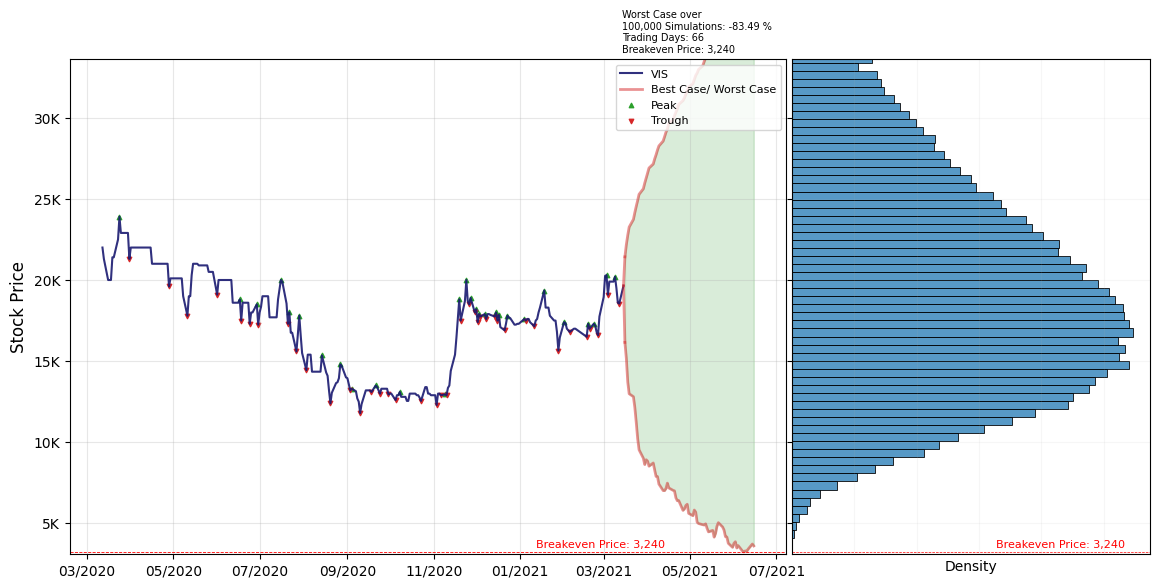 Worst Case over
100,000 Simulations: -83.49 %
Trading Days: 66
Breakeven Price: 3,240
VIS
Best Case/ Worst Case
Peak
Trough
Stock Price
30K
25K
20K
15K
10K
5K
Breakeven Price: 3,240
Breakeven Price: 3,240
03/2020 05/2020 07/2020 09/2020 11/2020 01/2021 03/2021 05/2021 07/2021
Density